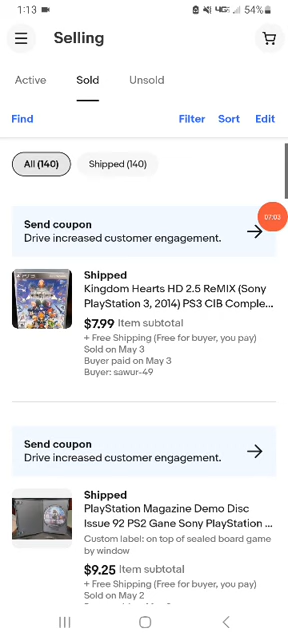 1:13
54%
Selling
Active
Sold
Unsold
Find
Filter
Sort
Edit
All (140)
Shipped (140)
Send coupon
Drive increased customer engagement.
07:03
Shipped
Kingdom Hearts HD 2.5 ReMIX (Sony
PlayStation 3, 2014) PS3 CIB Comple...
$7.99 Item subtotal
+ Free Shipping (Free for buyer, you pay)
Sold on May 3
Buyer paid on May 3
Buyer: sawur-49
Send coupon
Drive increased customer engagement.
Shipped
PlayStation Magazine Demo Disc
Issue 92 PS2 Gane Sony PlayStation ...
Custom label: on top of sealed board game
by window
$9.25 Item subtotal
+ Free Shipping (Free for buyer, you pay)
Sold on May 2